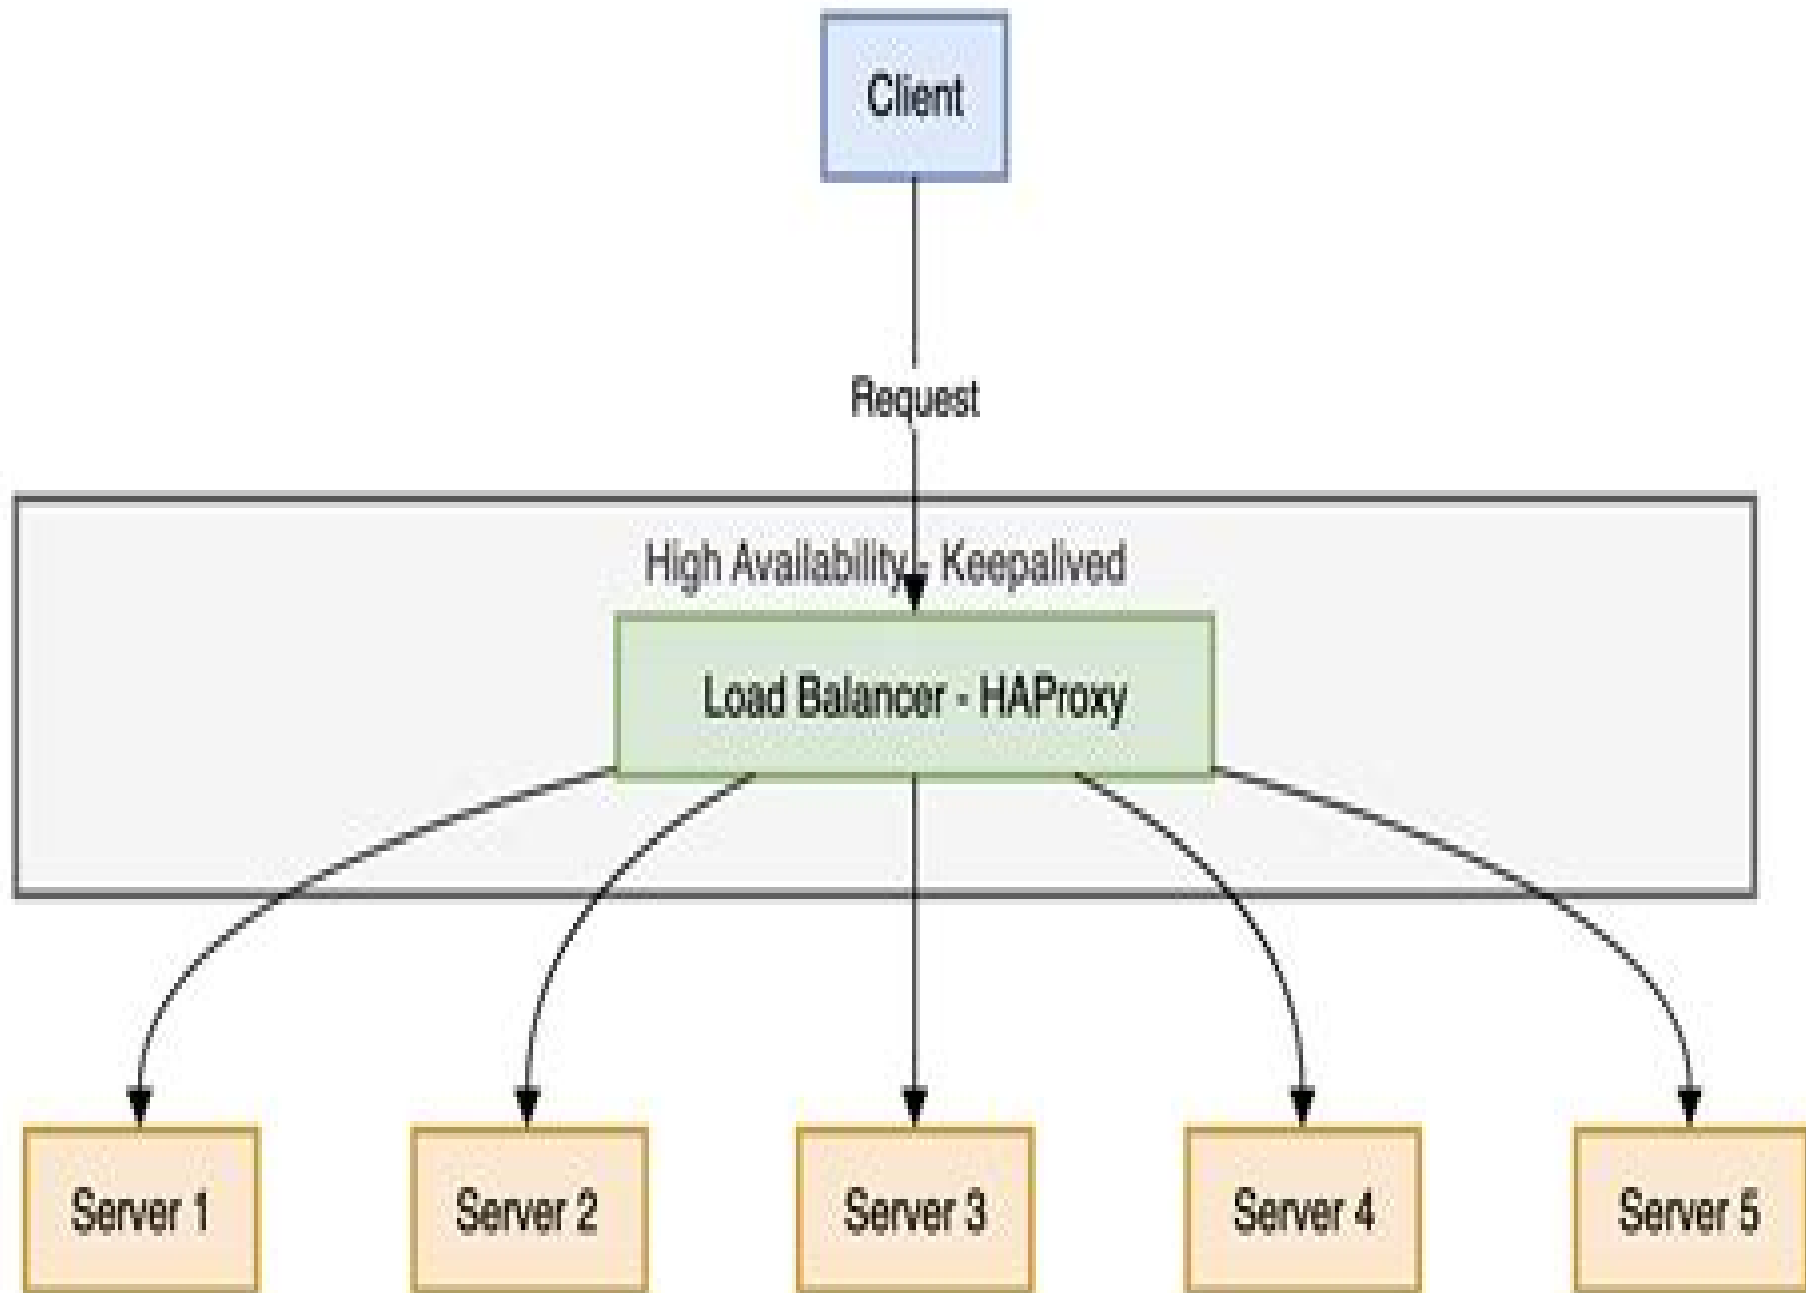 Client
Request
High Availability - Keepalived
Load Balancer - HAProxy
Server 1
Server 2
Server 3
Server 4
Server 5